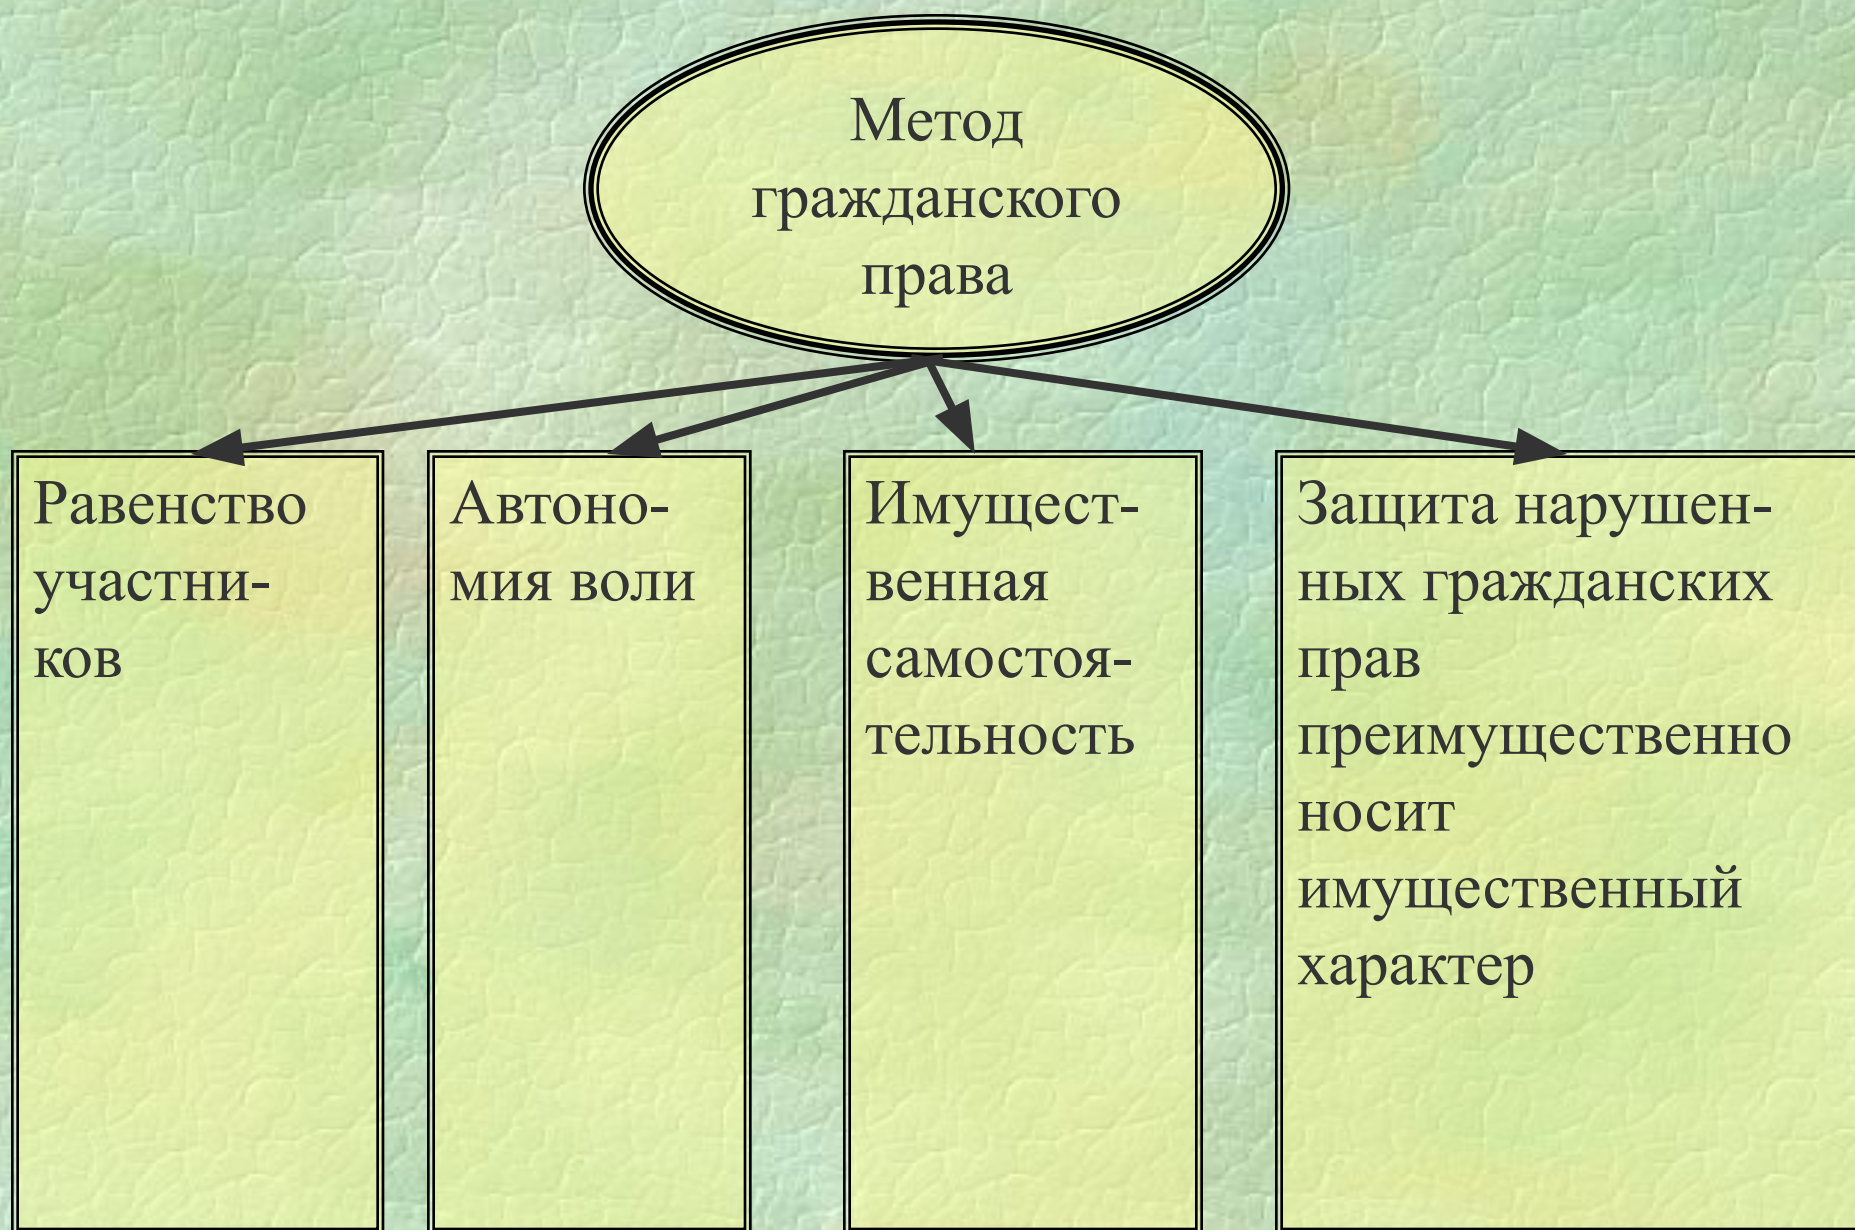 Метод
гражданского
права
Равенство
участни-
ков
Автоно-
мия воли
Имущест-
венная
самостоя-
тельность
Защита нарушен-
ных гражданских
прав
преимущественно
носит
имущественный
характер